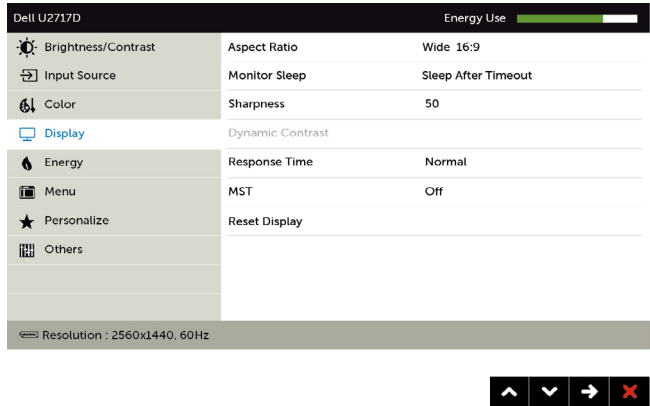 Dell U2717D Energy Use
Brightness/Contrast Aspect Ratio Wide 16:9
Input Source Monitor Sleep Sleep After Timeout
Color Sharpness 50
Display Dynamic Contrast
Energy Response Time Normal
Menu MST Off
Personalize Reset Display
Others
Resolution : 2560x1440, 60Hz